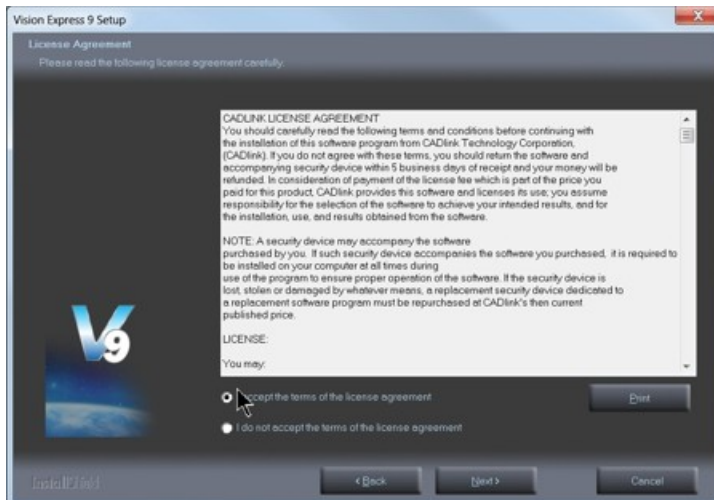 Vision Express 9 Setup
License Agreement
Please read the following license agreement carefully.
CADLINK LICENSE AGREEMENT
You should carefully read the following terms and conditions before continuing with
the installation of this software program from CADlink Technology Corporation,
(CADlink). If you do not agree with these terms, you should return the software and
accompanying security device within 5 business days of receipt and your money will be
refunded. In consideration of payment of the license fee which is part of the price you
paid for this product, CADlink provides this software and licenses its use; you assume
responsibility for the selection of the software to achieve your intended results, and for
the installation, use, and results obtained from the software.
NOTE: A security device may accompany the software
purchased by you. If such security device accompanies the software you purchased, it is required to
be installed on your computer at all times during
use of the program to ensure proper operation of the software. If the security device is
lost, stolen or damaged by whatever means, a replacement security device dedicated to
a replacement software program must be repurchased at CADlink's then current
published price.
LICENSE:
You may:
V9
accept the terms of the license agreement
Print
I do not accept the terms of the license agreement
InstallShield
< Back
Next >
Cancel